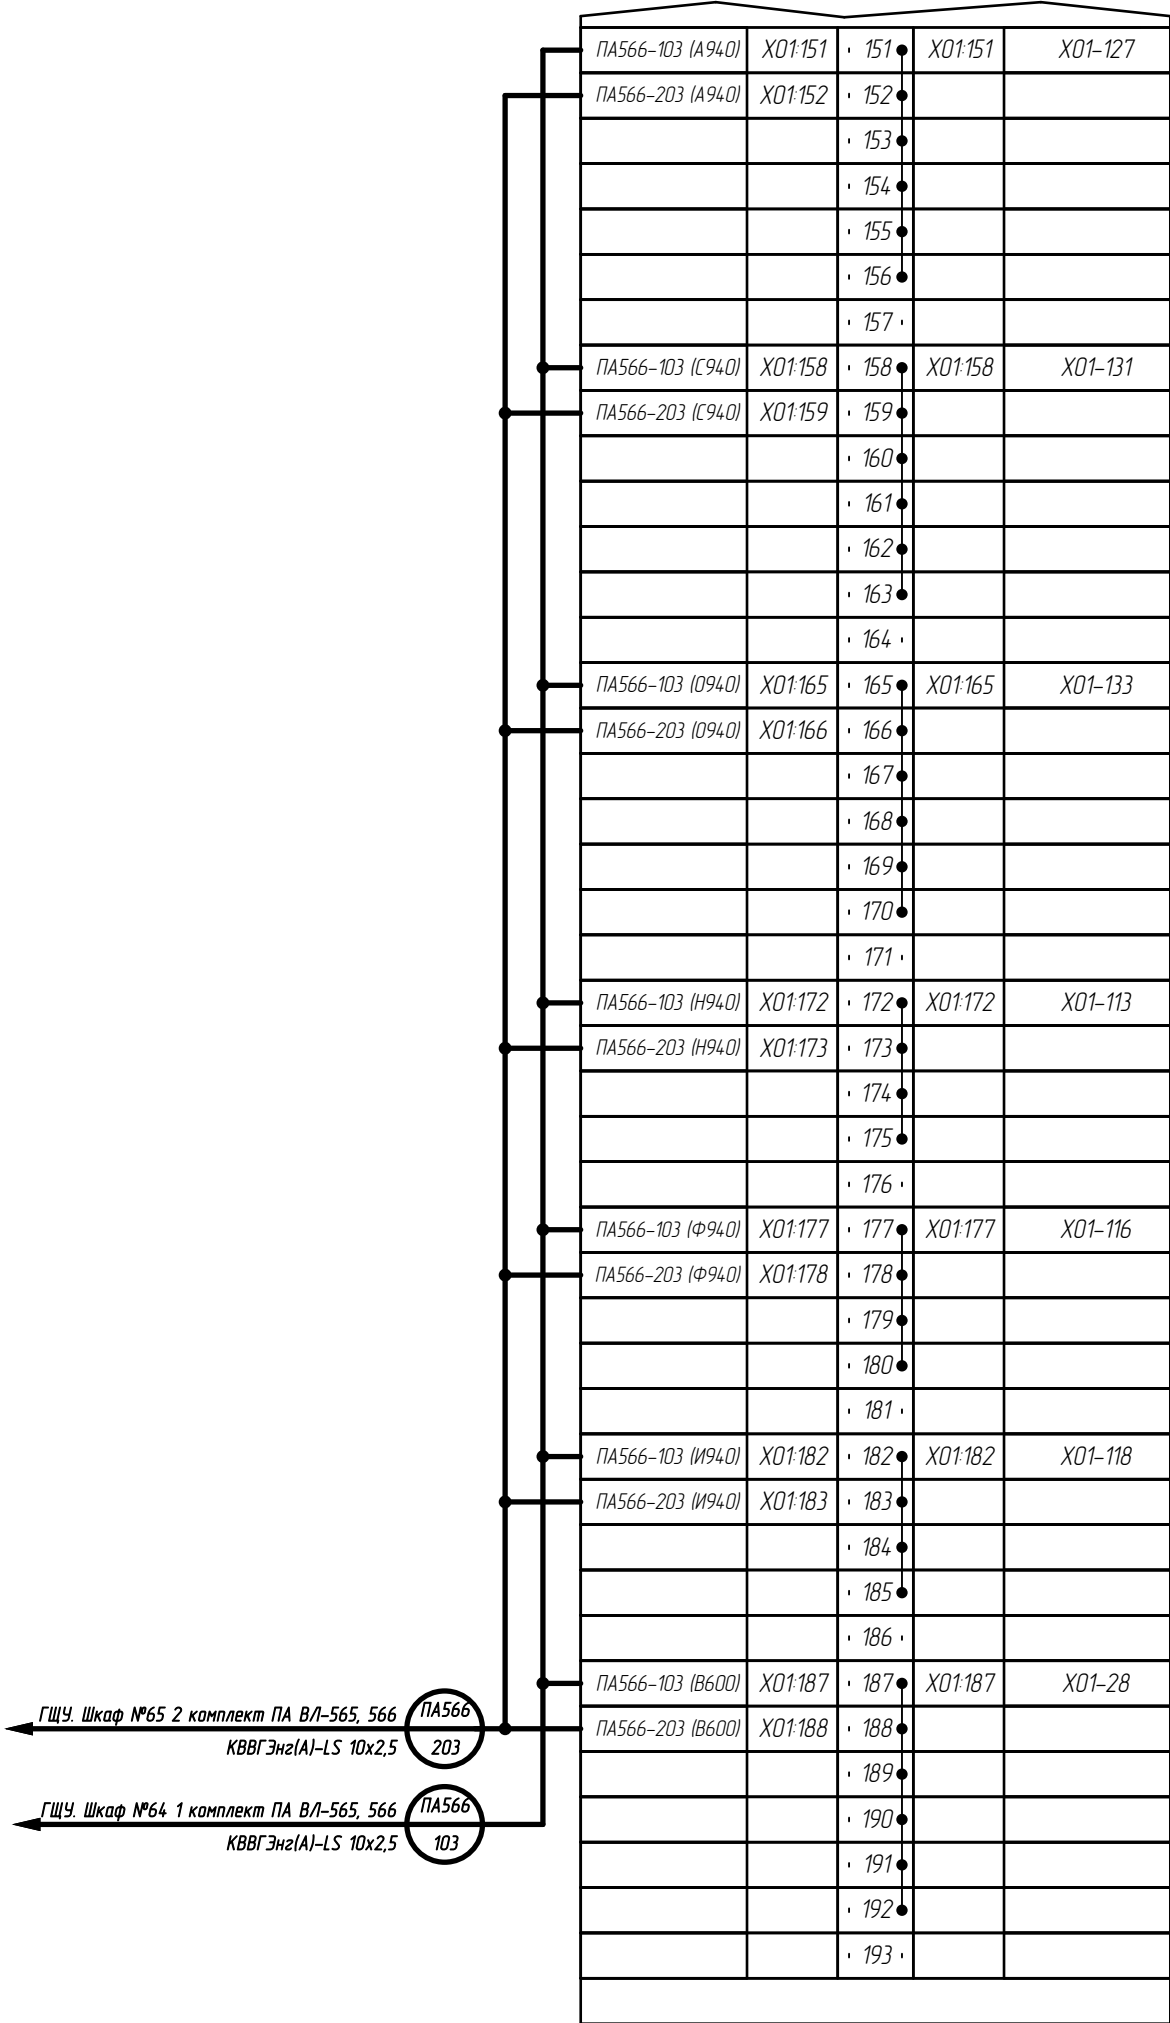 ПА566-103 (А940) Х01:151 151 Х01:151 Х01-127
ПА566-203 (А940) Х01:152 152
153
154
155
156
157
ПА566-103 (С940) Х01:158 158 Х01:158 Х01-131
ПА566-203 (С940) Х01:159 159
160
161
162
163
164
ПА566-103 (0940) Х01:165 165 Х01:165 Х01-133
ПА566-203 (0940) Х01:166 166
167
168
169
170
171
ПА566-103 (Н940) Х01:172 172 Х01:172 Х01-113
ПА566-203 (Н940) Х01:173 173
174
175
176
ПА566-103 (Ф940) Х01:177 177 Х01:177 Х01-116
ПА566-203 (Ф940) Х01:178 178
179
180
181
ПА566-103 (И940) Х01:182 182 Х01:182 Х01-118
ПА566-203 (И940) Х01:183 183
184
185
186
ПА566-103 (В600) Х01:187 187 Х01:187 Х01-28
ПА566-203 (В600) Х01:188 188
189
190
191
192
193
ГЩУ. Шкаф №65 2 комплект ПА ВЛ-565, 566
КВВГЭнг(А)-LS 10х2,5
ПА566
203
ГЩУ. Шкаф №64 1 комплект ПА ВЛ-565, 566
КВВГЭнг(А)-LS 10х2,5
ПА566
103